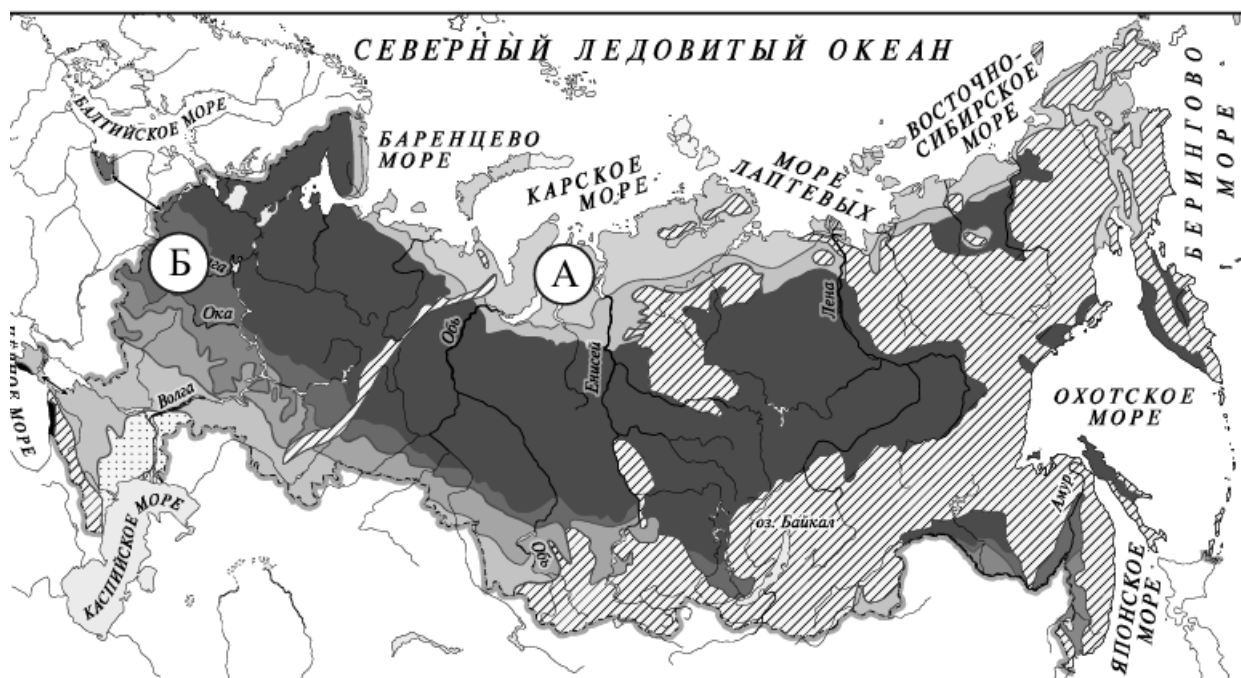 СЕВЕРНЫЙ ЛЕДОВИТЫЙ ОКЕАН
БАЛТИЙСКОЕ МОРЕ
БАРЕНЦЕВО
МОРЕ
КАРСКОЕ МОРЕ
МОРЕ
ЛАПТЕВЫХ
ВОСТОЧНО-
СИБИРСКОЕ
МОРЕ
БЕРИНГОВО
МОРЕ
Б
А
Ока
Обь
Енисей
Лена
Волга
МОРЕ
ОХОТСКОЕ
МОРЕ
КАСПИЙСКОЕ МОРЕ
Обь
оз. Байкал
Амур
ЯПОНСКОЕ
МОРЕ